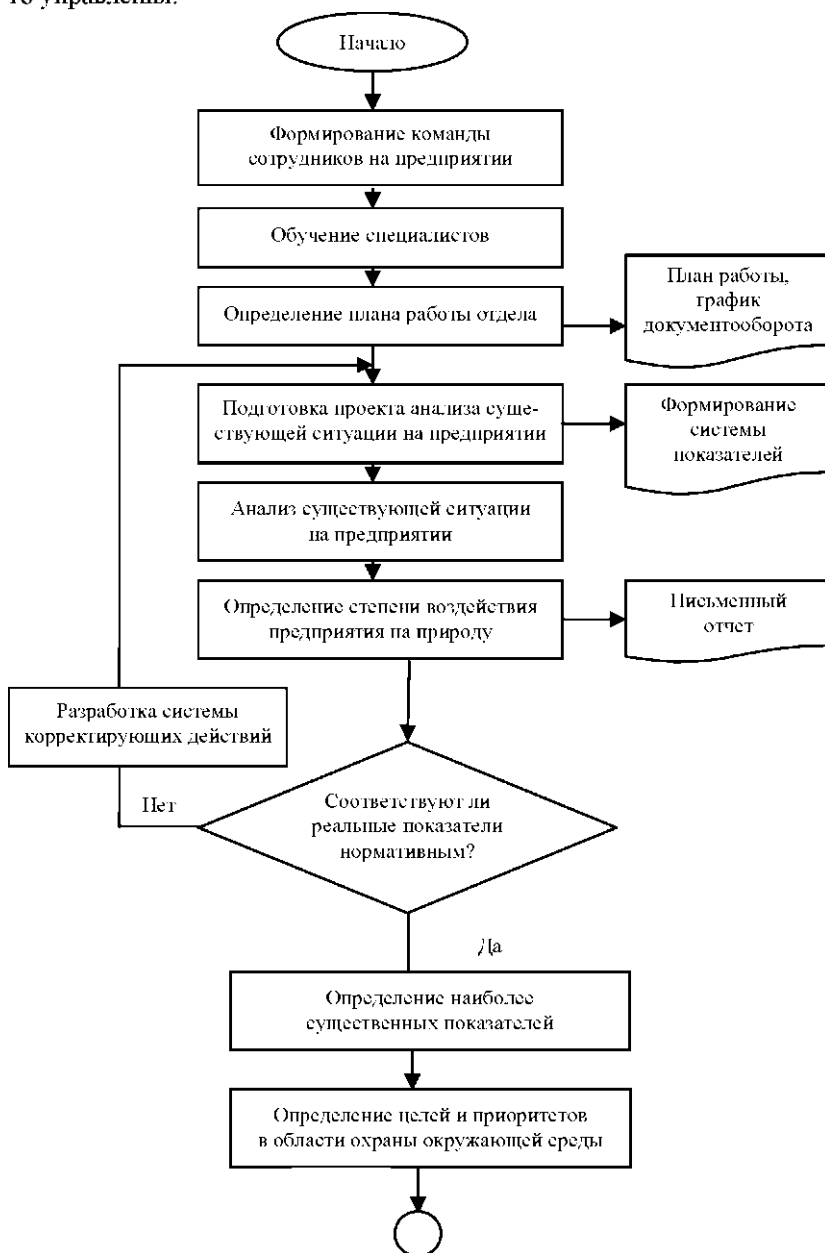 го управления.
Начало
Формирование команды
сотрудников на предприятии
Обучение специалистов
Определение плана работы отдела
План работы,
график
документооборота
Подготовка проекта анализа суще-
ствующей ситуации на предприятии
Формирование
системы
показателей
Анализ существующей ситуации
на предприятии
Определение степени воздействия
предприятия на природу
Письменный
отчет
Разработка системы
корректирующих действий
Нет
Соответствуют ли
реальные показатели
нормативным?
Да
Определение наиболее
существенных показателей
Определение целей и приоритетов
в области охраны окружающей среды